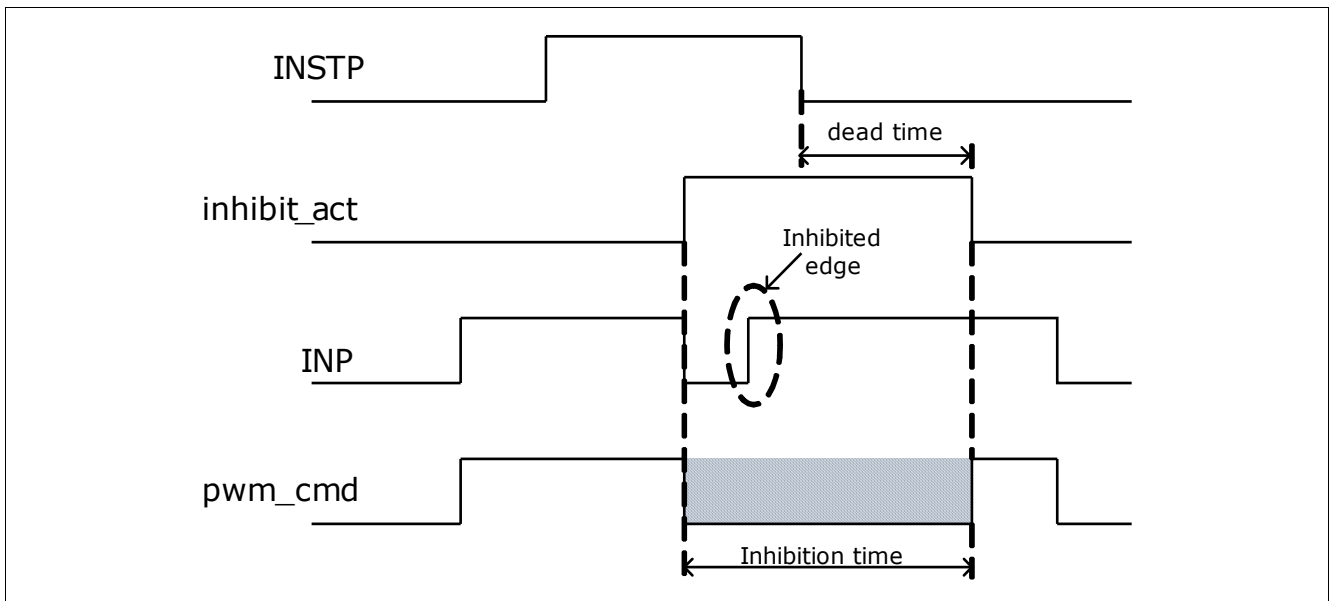 INSTP
dead time
inhibit_act
Inhibited
edge
INP
pwm_cmd
Inhibition time